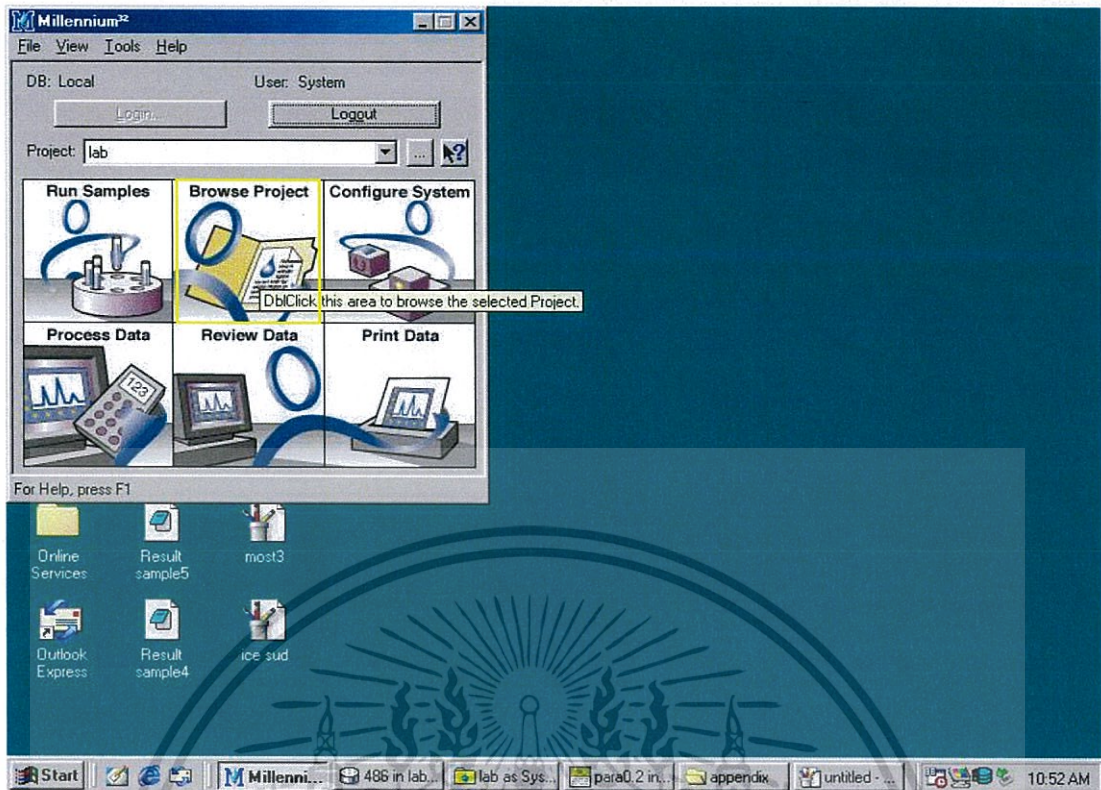 Millennium³²
File View Tools Help
DB: Local User: System
Login... Logout
Project: lab ... ?
Run Samples Browse Project Configure System
DblClick this area to browse the selected Project.
Process Data Review Data Print Data
123
For Help, press F1
Online Services
Result sample5
most3
Outlook Express
Result sample4
ice sud
Start Millenni... 486 in lab... lab as Sys... para0.2 in... appendix untitled - ... 10:52 AM